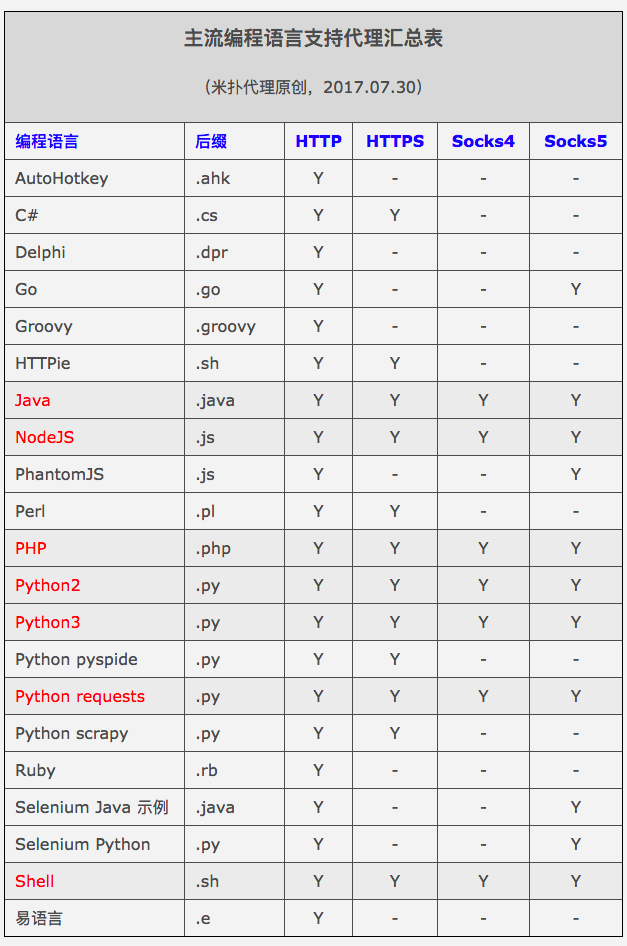 主流编程语言支持代理汇总表
（米扑代理原创，2017.07.30）
编程语言 后缀 HTTP HTTPS Socks4 Socks5
AutoHotkey .ahk Y - - -
C# .cs Y Y - -
Delphi .dpr Y - - -
Go .go Y - - Y
Groovy .groovy Y - - -
HTTPie .sh Y Y - -
Java .java Y Y Y Y
NodeJS .js Y Y Y Y
PhantomJS .js Y - - Y
Perl .pl Y Y - -
PHP .php Y Y Y Y
Python2 .py Y Y Y Y
Python3 .py Y Y Y Y
Python pyspide .py Y Y - -
Python requests .py Y Y Y Y
Python scrapy .py Y Y - -
Ruby .rb Y - - -
Selenium Java 示例 .java Y - - Y
Selenium Python .py Y - - Y
Shell .sh Y Y Y Y
易语言 .e Y - - -